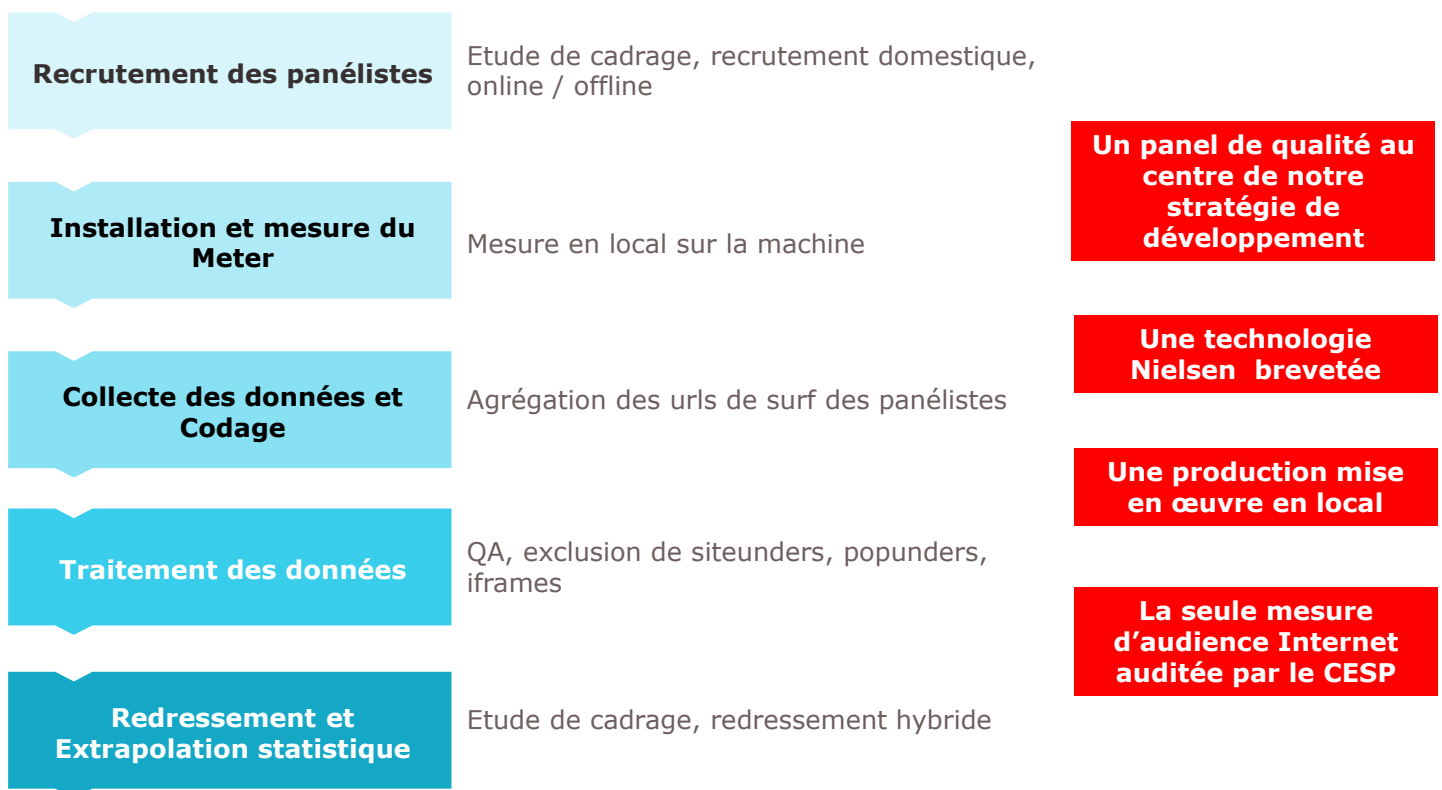 Recrutement des panélistes
Etude de cadrage, recrutement domestique,
online / offline
Installation et mesure du
Meter
Mesure en local sur la machine
Collecte des données et
Codage
Agrégation des urls de surf des panélistes
Traitement des données
QA, exclusion de siteunders, popunders,
iframes
Redressement et
Extrapolation statistique
Etude de cadrage, redressement hybride
Un panel de qualité au
centre de notre
stratégie de
développement
Une technologie
Nielsen brevetée
Une production mise
en œuvre en local
La seule mesure
d’audience Internet
auditée par le CESP